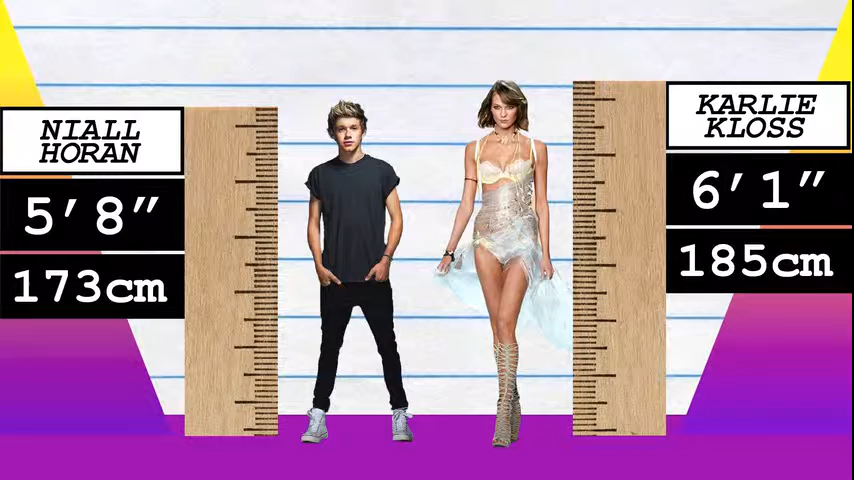 NIALL
HORAN
5’8”
173cm
KARLIE
KLOSS
6’1”
185cm